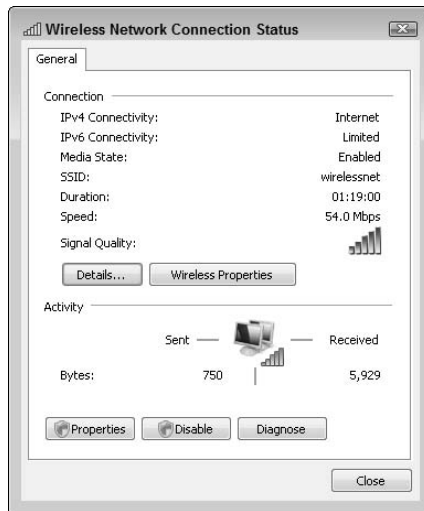 Wireless Network Connection Status
General
Connection
IPv4 Connectivity: Internet
IPv6 Connectivity: Limited
Media State: Enabled
SSID: wirelessnet
Duration: 01:19:00
Speed: 54.0 Mbps
Signal Quality:
Details... Wireless Properties
Activity
Sent — — Received
Bytes: 750 5,929
Properties Disable Diagnose
Close